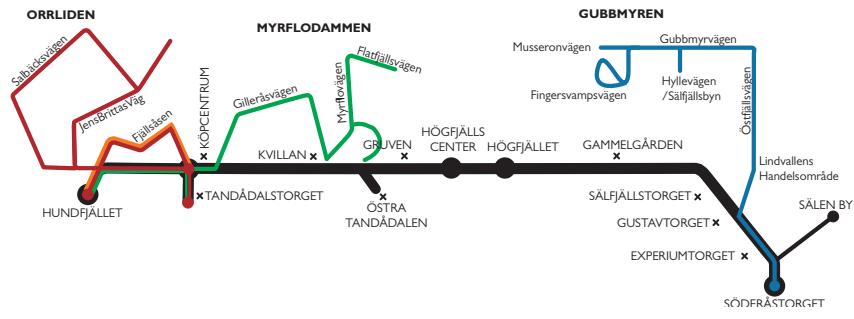 ORRLIDEN
MYRFLODAMMEN
GUBBMYREN
Salbäcksvägen
JensBrittasVäg
Fjällsåsen
KÖPCENTRUM
Gilleråsvägen
Myrflovägen
Flatfjällsvägen
Musseronvägen
Gubbmyrvägen
Fingersvampsvägen
Hyllevägen
/Sälfjällsbyn
Östfjällsvägen
KVILLAN
GRUVEN
HÖGFJÄLLS
CENTER
HÖGFJÄLLET
GAMMELGÅRDEN
Lindvallens
Handelsområde
HUNDFJÄLLET
TANDÅDALSTORGET
ÖSTRA
TANDÅDALEN
SÄLFJÄLLSTORGET
GUSTAVTORGET
SÄLEN BY
EXPERIUMTORGET
SÖDERÅSTORGET